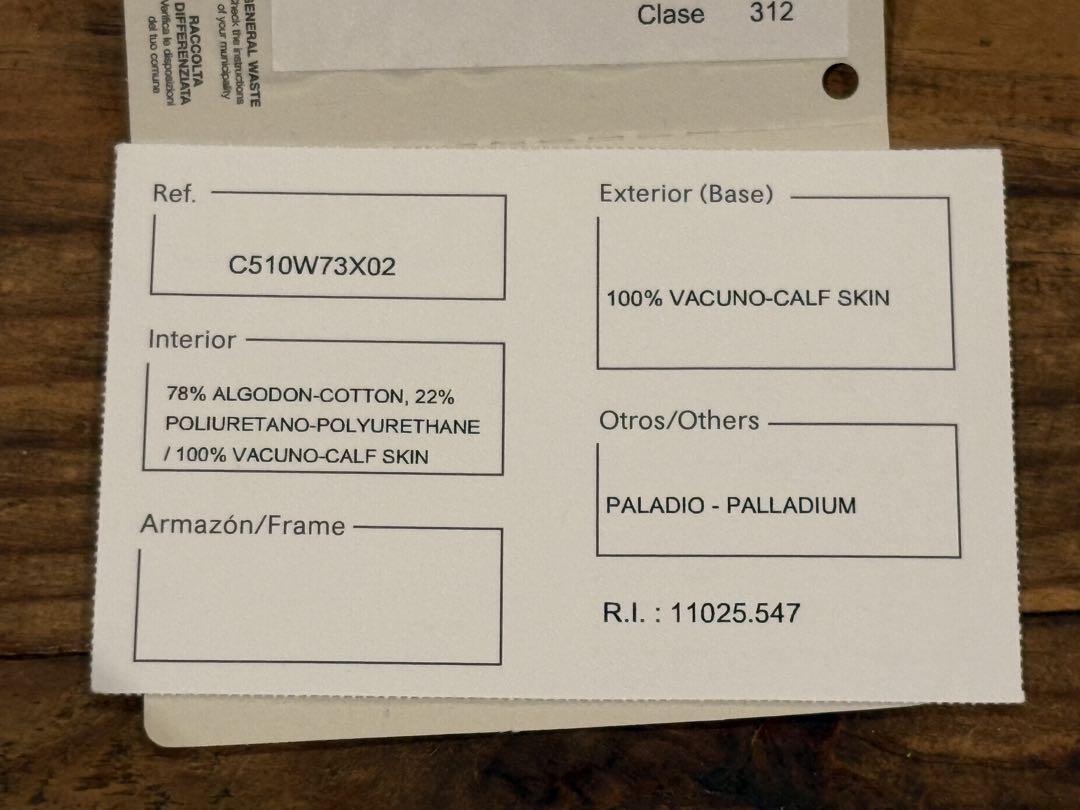 Clase 312
GENERAL WASTE
Check the instructions
of your municipality
RACCOLTA
DIFFERENZIATA
Verifica le disposizioni
del tuo comune
Ref.
C510W73X02
Interior
78% ALGODON-COTTON, 22%
POLIURETANO-POLYURETHANE
/ 100% VACUNO-CALF SKIN
Armazón/Frame
Exterior (Base)
100% VACUNO-CALF SKIN
Otros/Others
PALADIO - PALLADIUM
R.I. : 11025.547